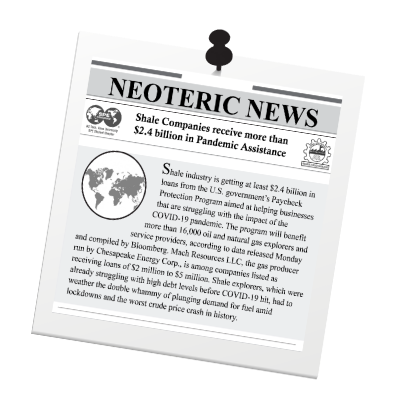 NEOTERIC NEWS
Shale Companies receive more than
$2.4 billion in Pandemic Assistance
SPE
Shale industry is getting at least $2.4 billion in
loans from the U.S. government's Paycheck
Protection Program aimed at helping businesses
that are struggling with the impact of the
COVID-19 pandemic. The program will benefit
more than 16,000 oil and natural gas explorers and
service providers, according to data released Monday
and compiled by Bloomberg. Mach Resources LLC, the gas producer
run by Chesapeake Energy Corp., is among companies listed as
receiving loans of $2 million to $5 million. Shale explorers, which were
already struggling with high debt levels before COVID-19 hit, had to
weather the double whammy of plunging demand for fuel amid
lockdowns and the worst crude price crash in history.